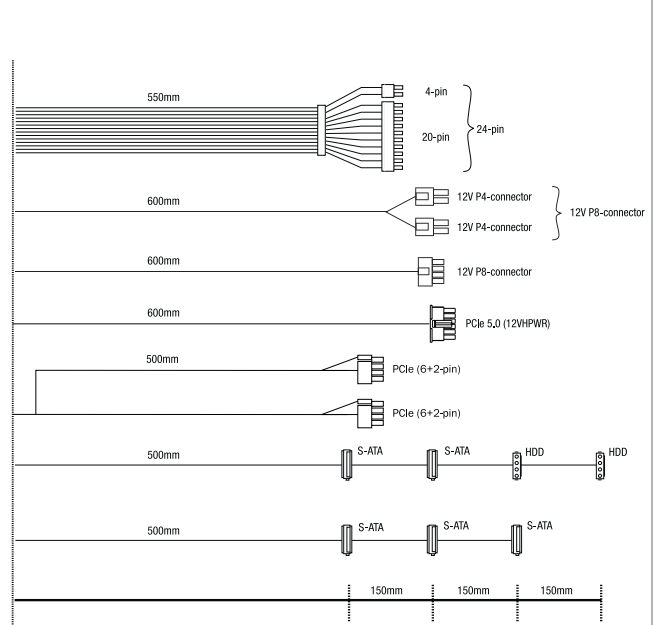 550mm
4-pin
20-pin
24-pin
600mm
12V P4-connector
12V P4-connector
12V P8-connector
600mm
12V P8-connector
600mm
PCIe 5.0 (12VHPWR)
500mm
PCIe (6+2-pin)
PCIe (6+2-pin)
500mm
S-ATA
S-ATA
HDD
HDD
500mm
S-ATA
S-ATA
S-ATA
150mm
150mm
150mm